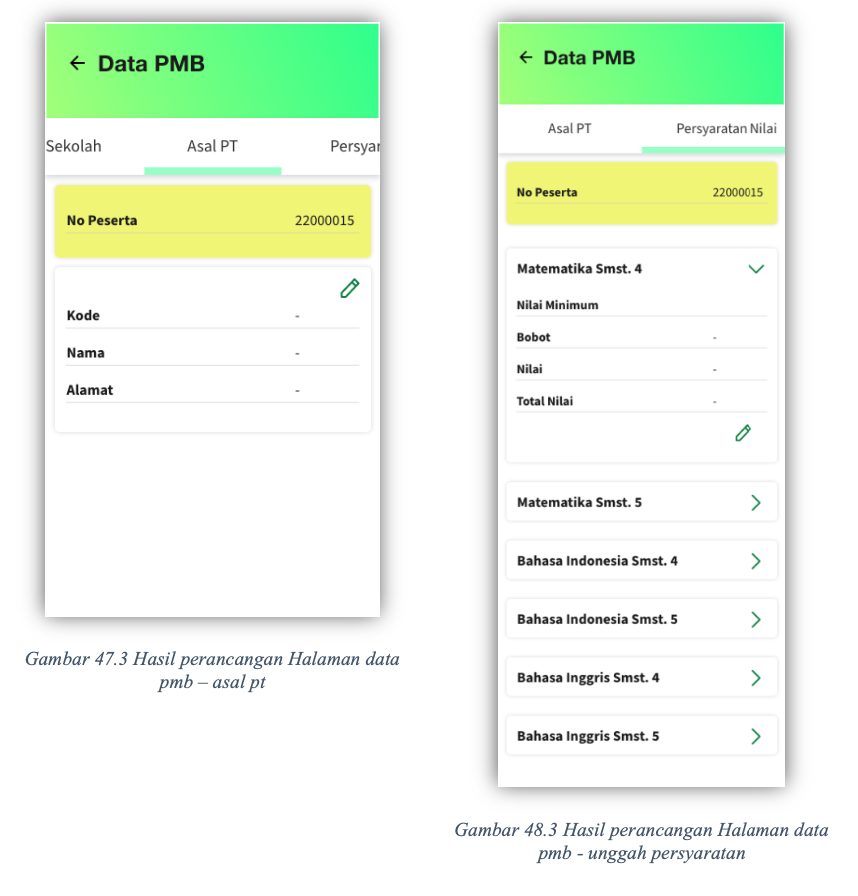 Data PMB
Sekolah Asal PT Persyar
No Peserta 22000015
Kode -
Nama -
Alamat -
Gambar 47.3 Hasil perancangan Halaman data
pmb – asal pt
Data PMB
Asal PT Persyaratan Nilai
No Peserta 22000015
Matematika Smst. 4
Nilai Minimum
Bobot -
Nilai -
Total Nilai -
Matematika Smst. 5
Bahasa Indonesia Smst. 4
Bahasa Indonesia Smst. 5
Bahasa Inggris Smst. 4
Bahasa Inggris Smst. 5
Gambar 48.3 Hasil perancangan Halaman data
pmb - unggah persyaratan